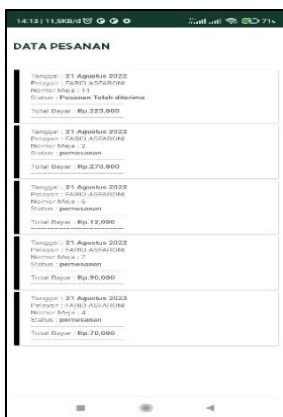 14:13 | 11,5KB/d
71%
DATA PESANAN
Tanggal : 21 Agustus 2022
Pelayan : FARID ASFARONI
Nomor Meja : 11
Status : Pesanan Telah diterima
Total Bayar : Rp.223,000
Tanggal : 21 Agustus 2022
Pelayan : FARID ASFARONI
Nomor Meja : 2
Status : pemesanan
Total Bayar : Rp.270,000
Tanggal : 21 Agustus 2022
Pelayan : FARID ASFARONI
Nomor Meja : 6
Status : pemesanan
Total Bayar : Rp.12,000
Tanggal : 21 Agustus 2022
Pelayan : FARID ASFARONI
Nomor Meja : 7
Status : pemesanan
Total Bayar : Rp.90,000
Tanggal : 21 Agustus 2022
Pelayan : FARID ASFARONI
Nomor Meja : 4
Status : pemesanan
Total Bayar : Rp.70,000